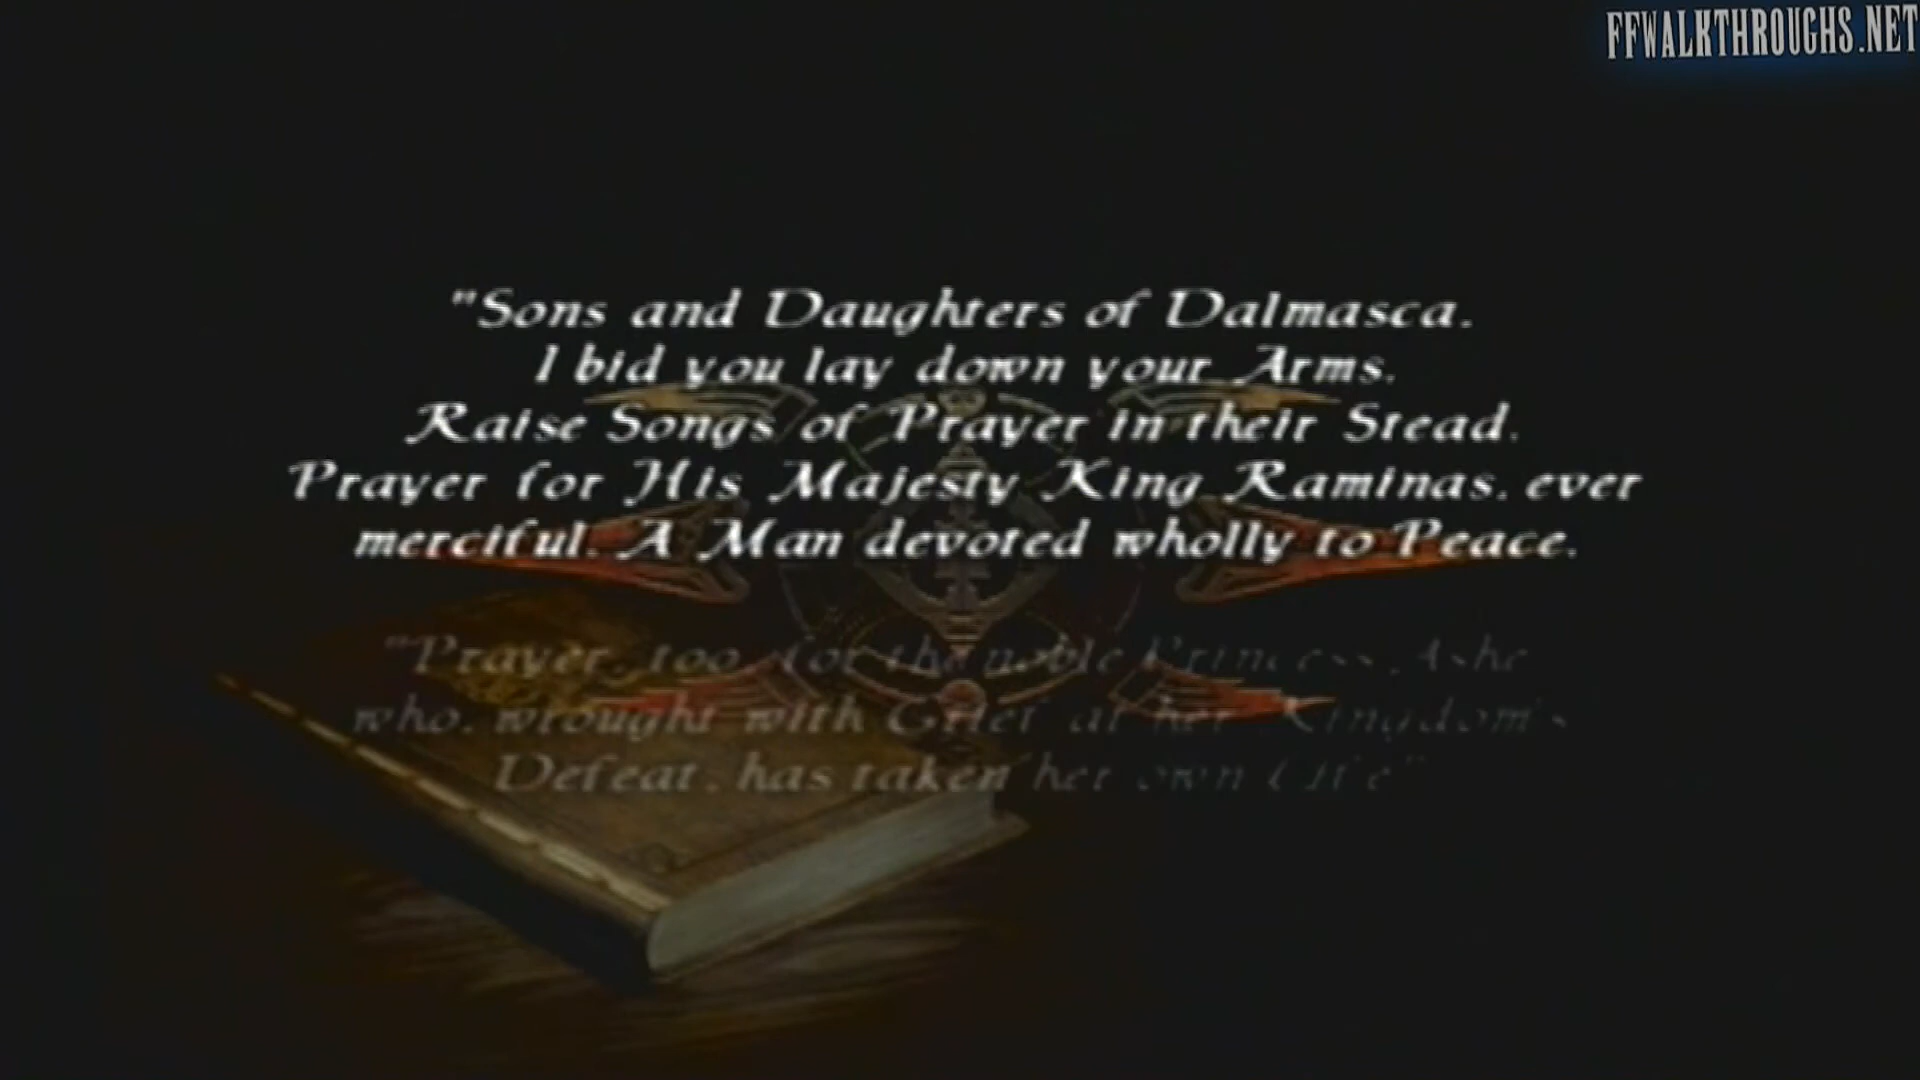 FFWALKTHROUGHS.NET
"Sons and Daughters of Dalmasca.
I bid you lay down your Arms.
Raise Songs of Prayer in their Stead.
Prayer for His Majesty King Raminas, ever
merciful. A Man devoted wholly to Peace.
"Prayer, too, for the noble Princess Ashe
who, wrought with Grief at her Kingdom's
Defeat, has taken her own Life"